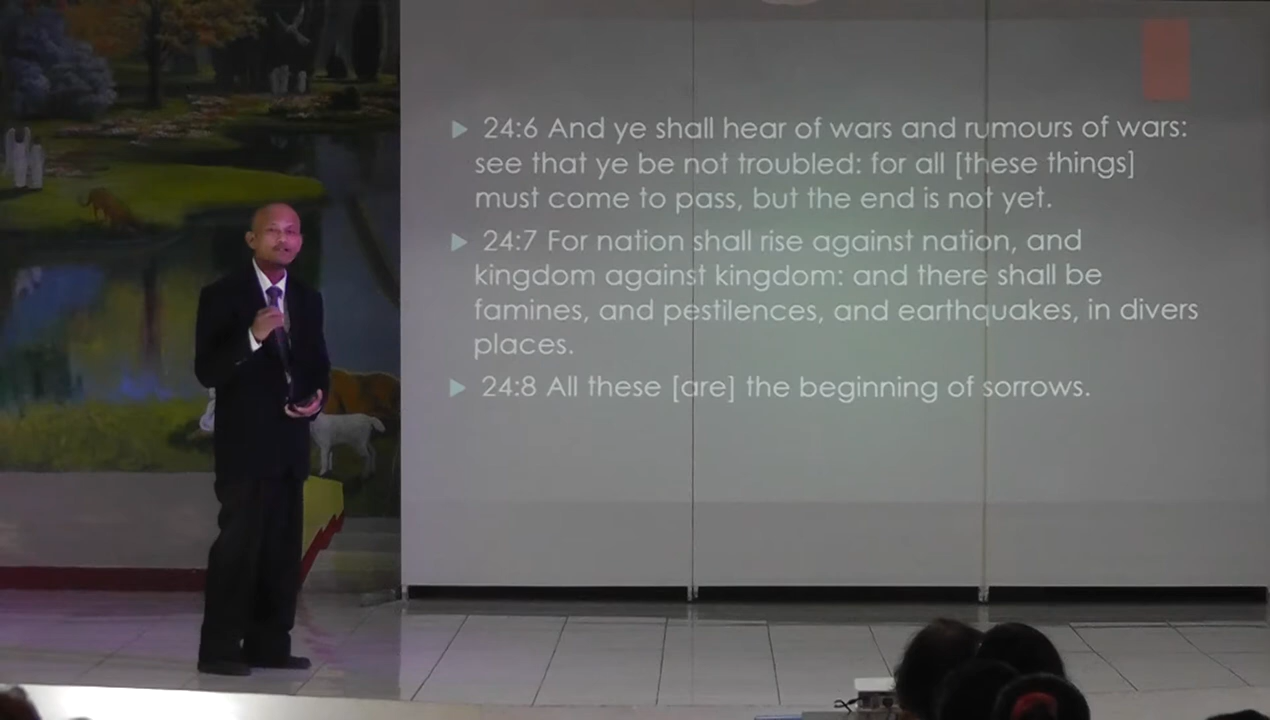 24:6 And ye shall hear of wars and rumours of wars:
see that ye be not troubled: for all [these things]
must come to pass, but the end is not yet.
24:7 For nation shall rise against nation, and
kingdom against kingdom: and there shall be
famines, and pestilences, and earthquakes, in divers
places.
24:8 All these [are] the beginning of sorrows.